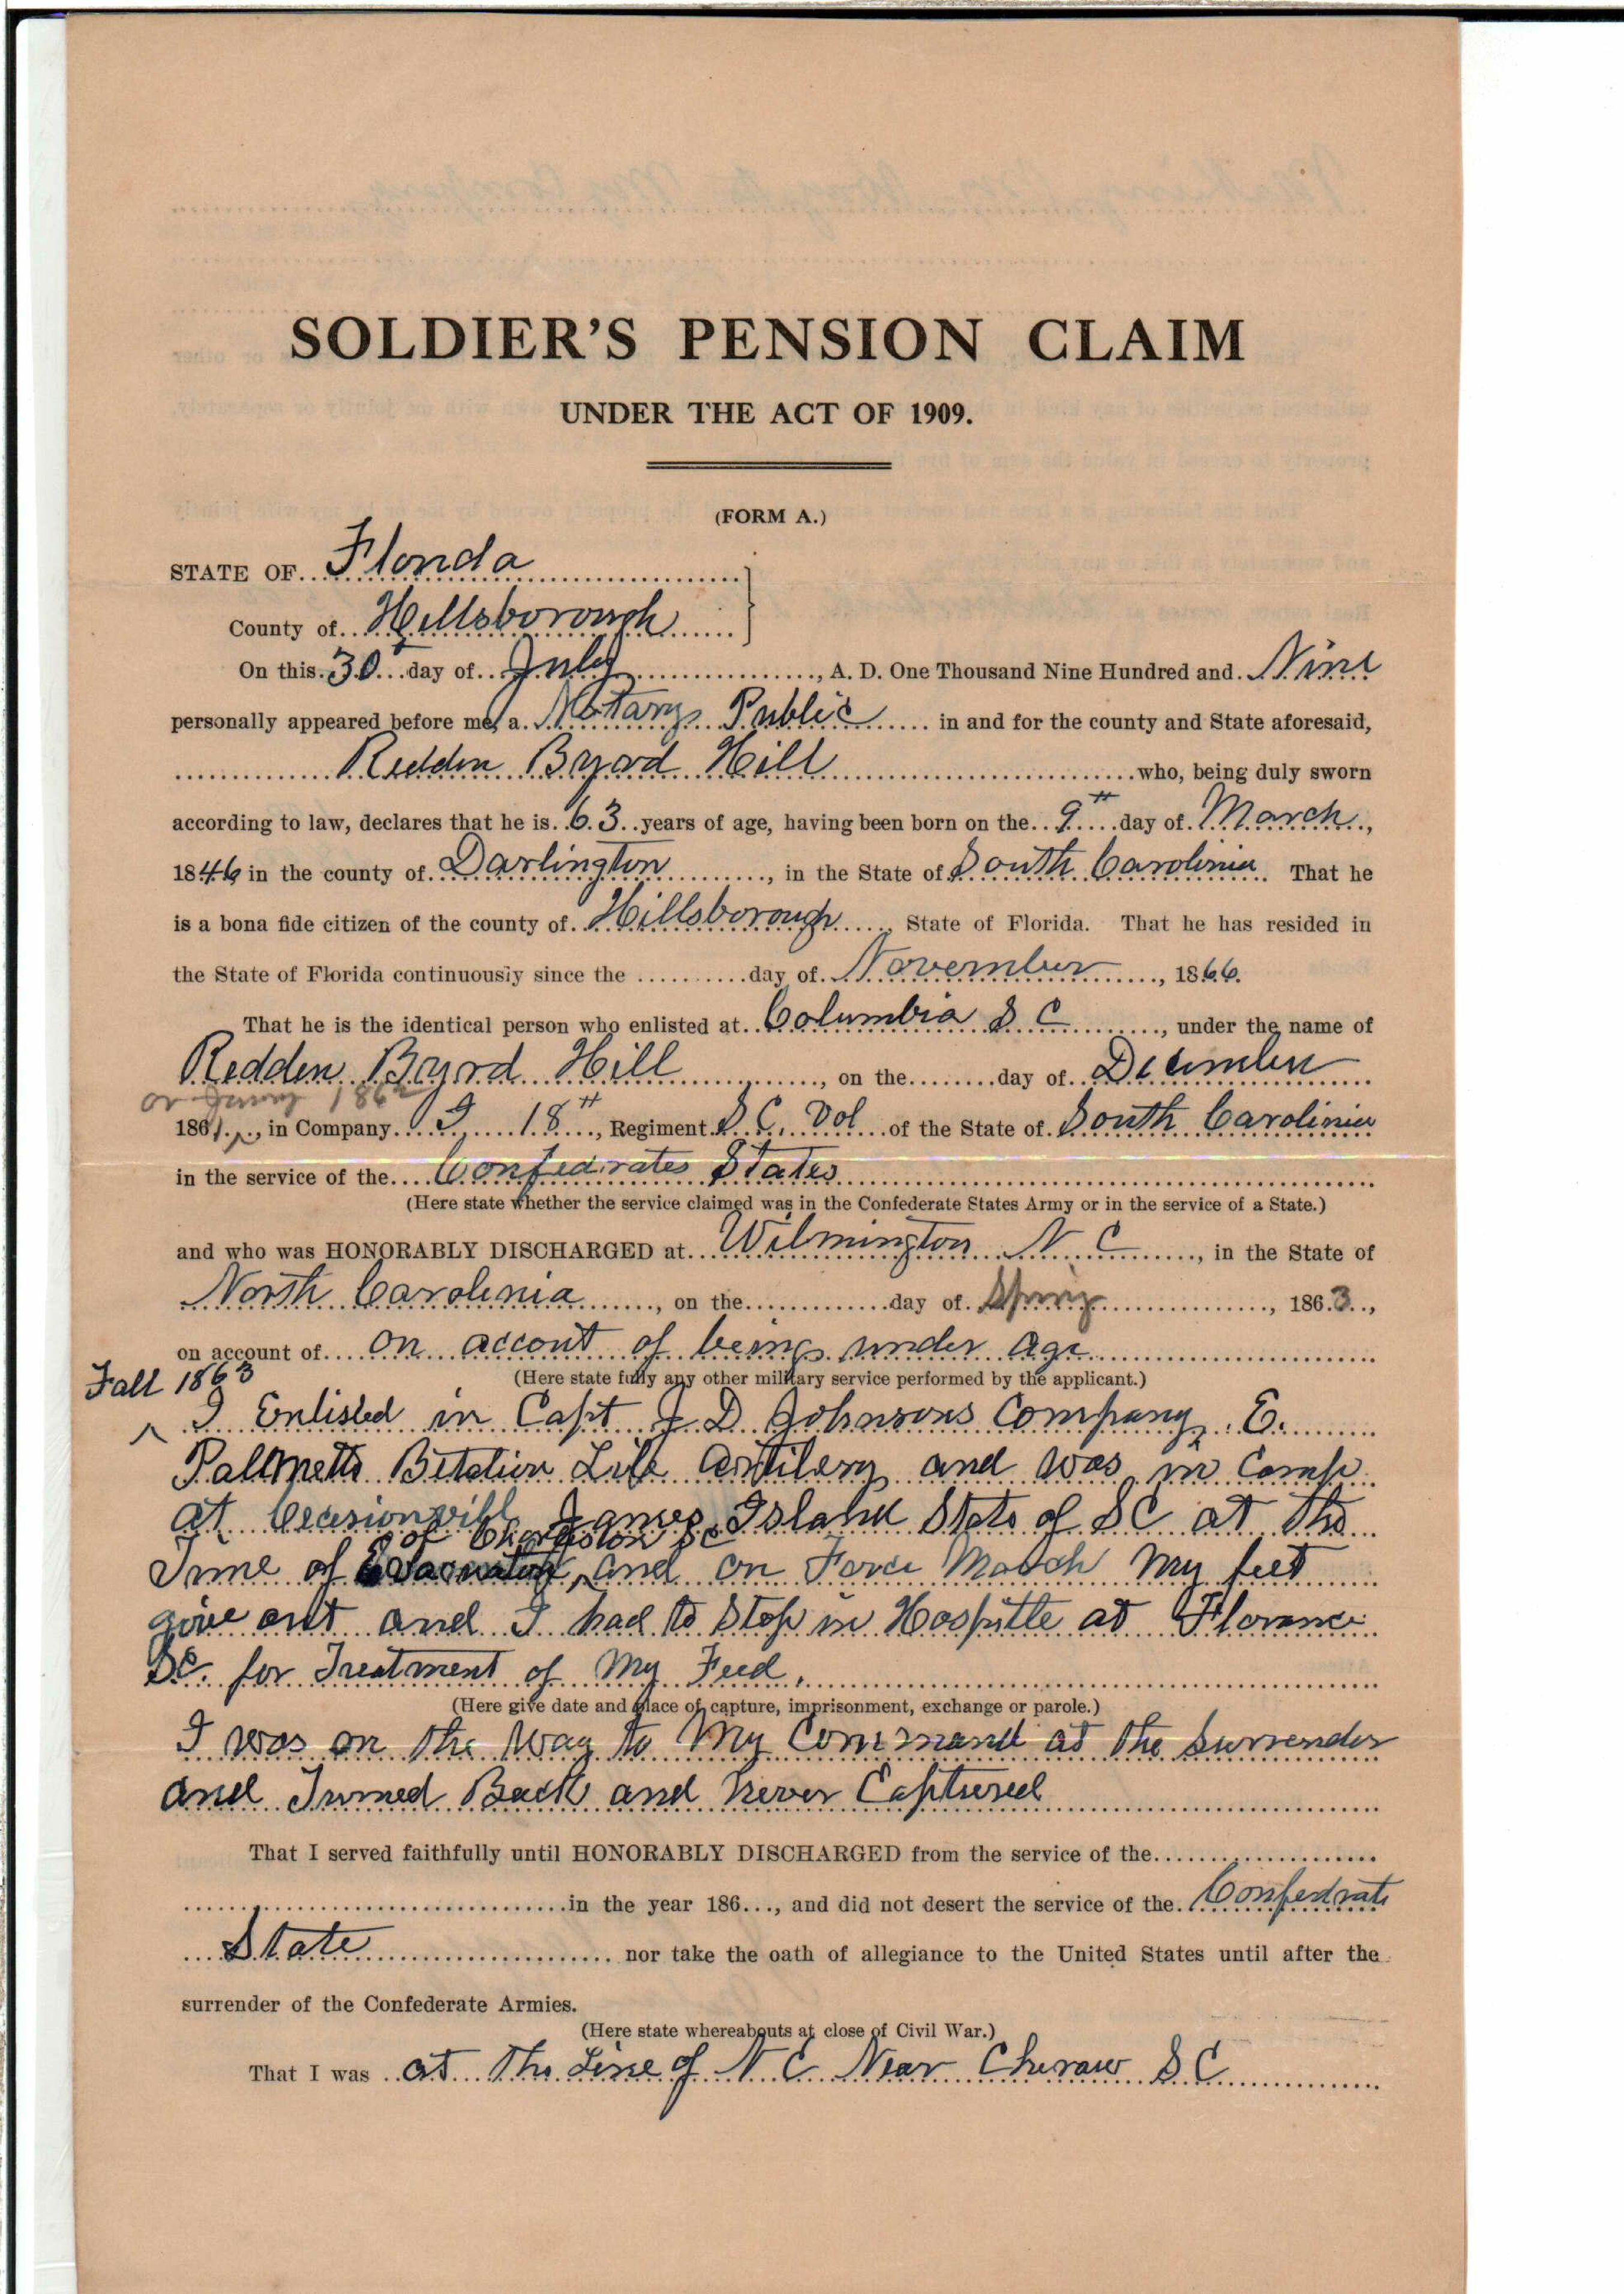 SOLDIER'S PENSION CLAIM
UNDER THE ACT OF 1909.
(FORM A.)
STATE OF Florida
County of Hillsborough
On this 30 day of July, A. D. One Thousand Nine Hundred and Nine
personally appeared before me, a Notary Public in and for the county and State aforesaid,
Redden Byrd Hill who, being duly sworn
according to law, declares that he is 63 years of age, having been born on the 9th day of March,
1846 in the county of Darlington, in the State of South Carolinia. That he
is a bona fide citizen of the county of Hillsborough, State of Florida. That he has resided in
the State of Florida continuously since the day of November, 1866.
That he is the identical person who enlisted at Columbia S C, under the name of
Redden Byrd Hill, on the day of December
or 1862
1861, in Company I 18th, Regiment S C. Vol of the State of South Carolinia
in the service of the Confedrates States
(Here state whether the service claimed was in the Confederate States Army or in the service of a State.)
and who was HONORABLY DISCHARGED at Wilmington N C, in the State of
North Carolinia, on the day of Spring, 1863,
on account of on accout of being under age
(Here state fully any other military service performed by the applicant.)
Fall 1863
I Enlisted in Capt J D Johnsons Company E.
Palmetto Litle Artilery and was in Camp
at James Island State of SC at the
of Charleston SC
Time of Evacuation, and on Force March My feet
give out and I had to Stop in Hospitle at Florance
SC. for Treatment of My Feed.
(Here give date and place of capture, imprisonment, exchange or parole.)
I was on the Way to My Command at the Surrender
and Turned Back and never Captured
That I served faithfully until HONORABLY DISCHARGED from the service of the
in the year 186..., and did not desert the service of the Confedrate
State nor take the oath of allegiance to the United States until after the
surrender of the Confederate Armies.
(Here state whereabouts at close of Civil War.)
That I was at the Line of N C Near Cheraw S C